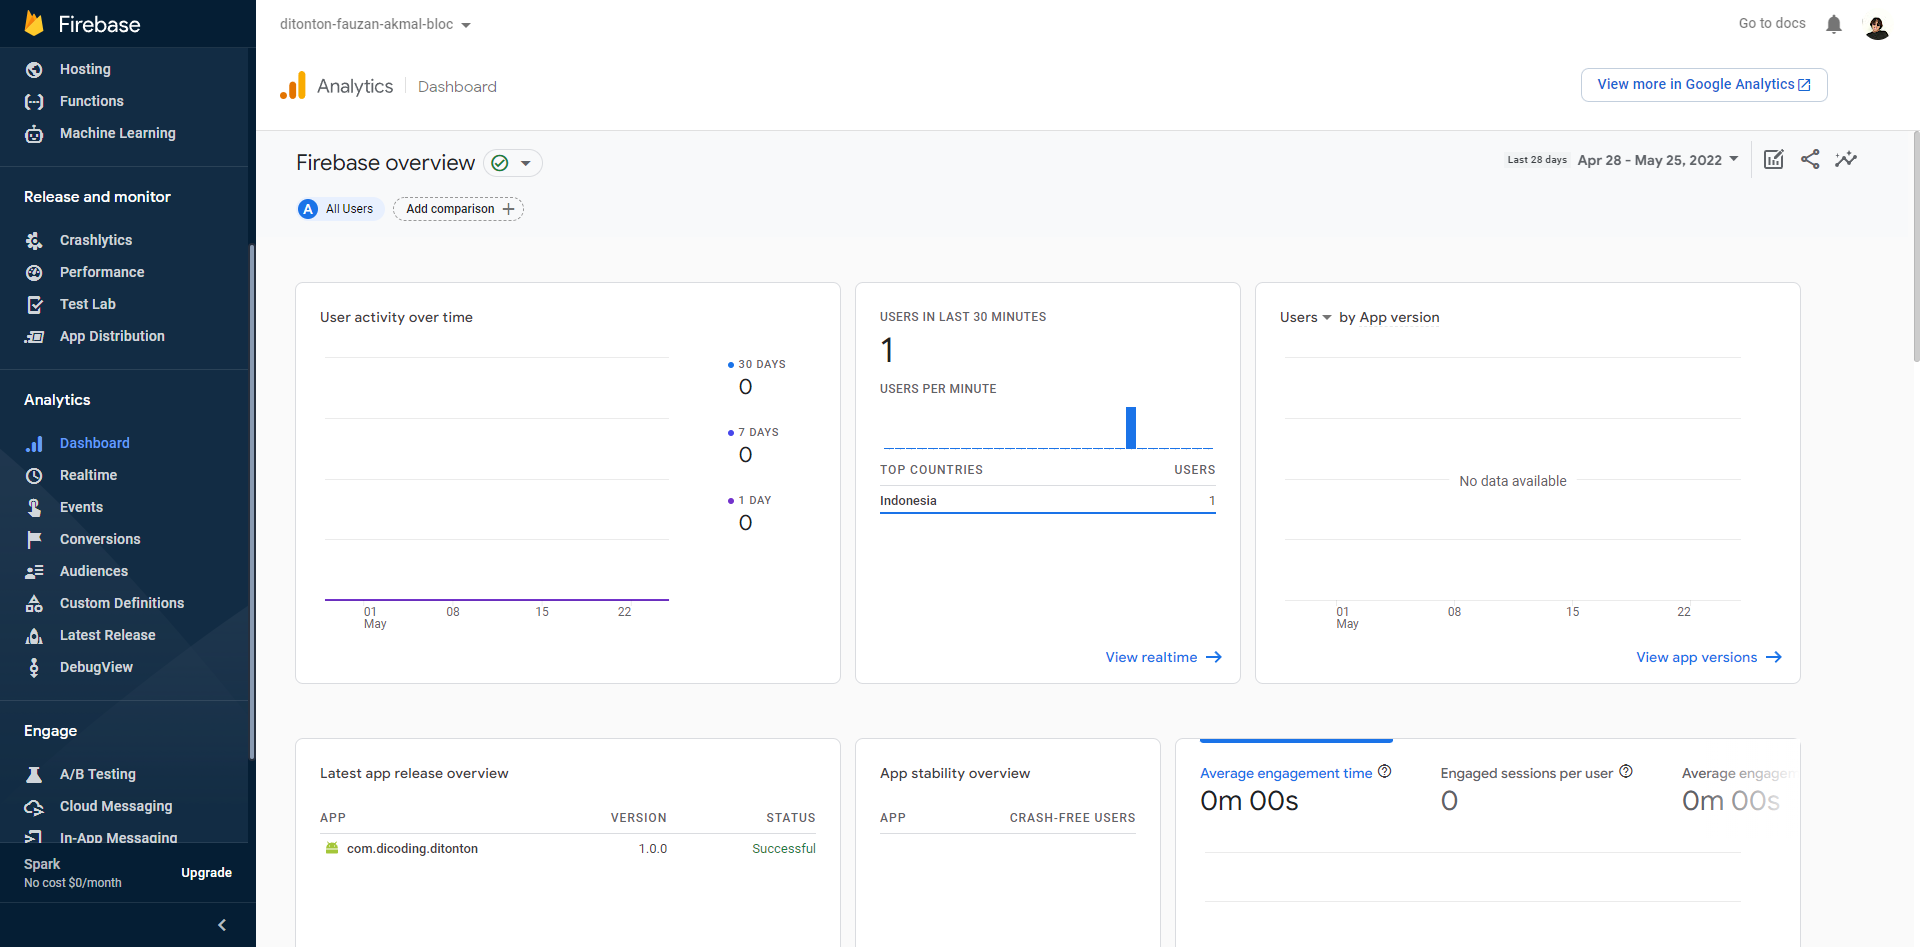 Firebase
Hosting
Functions
Machine Learning
Release and monitor
Crashlytics
Performance
Test Lab
App Distribution
Analytics
Dashboard
Realtime
Events
Conversions
Audiences
Custom Definitions
Latest Release
DebugView
Engage
A/B Testing
Cloud Messaging
In-App Messaging
Spark
No cost $0/month
Upgrade
ditonton-fauzan-akmal-bloc
Go to docs
Analytics
Dashboard
View more in Google Analytics
Firebase overview
Last 28 days Apr 28 - May 25, 2022
A All Users
Add comparison
User activity over time
30 DAYS
0
7 DAYS
0
1 DAY
0
01 08 15 22
May
USERS IN LAST 30 MINUTES
1
USERS PER MINUTE
TOP COUNTRIES USERS
Indonesia 1
View realtime
Users by App version
No data available
01 08 15 22
May
View app versions
Latest app release overview
APP VERSION STATUS
com.dicoding.ditonton 1.0.0 Successful
App stability overview
APP CRASH-FREE USERS
Average engagement time
0m 00s
Engaged sessions per user
0
Average
0m 00s